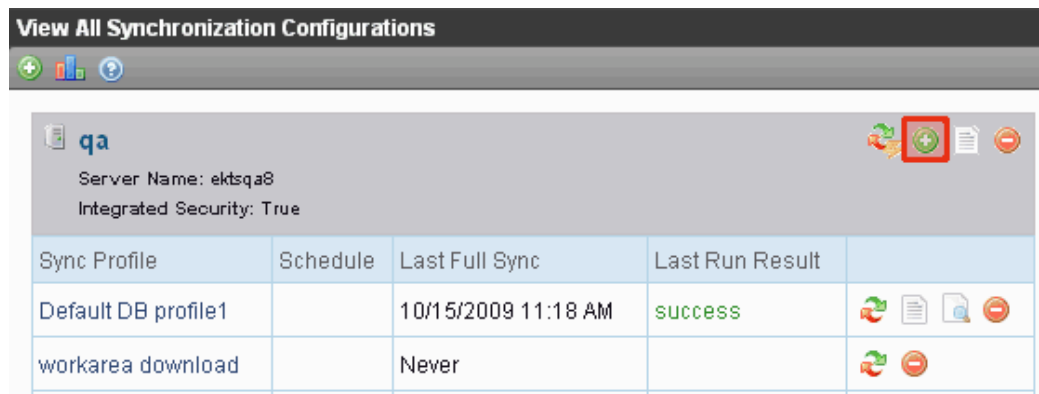 View All Synchronization Configurations
qa
Server Name: ektsqa8
Integrated Security: True
Sync Profile Schedule Last Full Sync Last Run Result
Default DB profile1 10/15/2009 11:18 AM success
workarea download Never